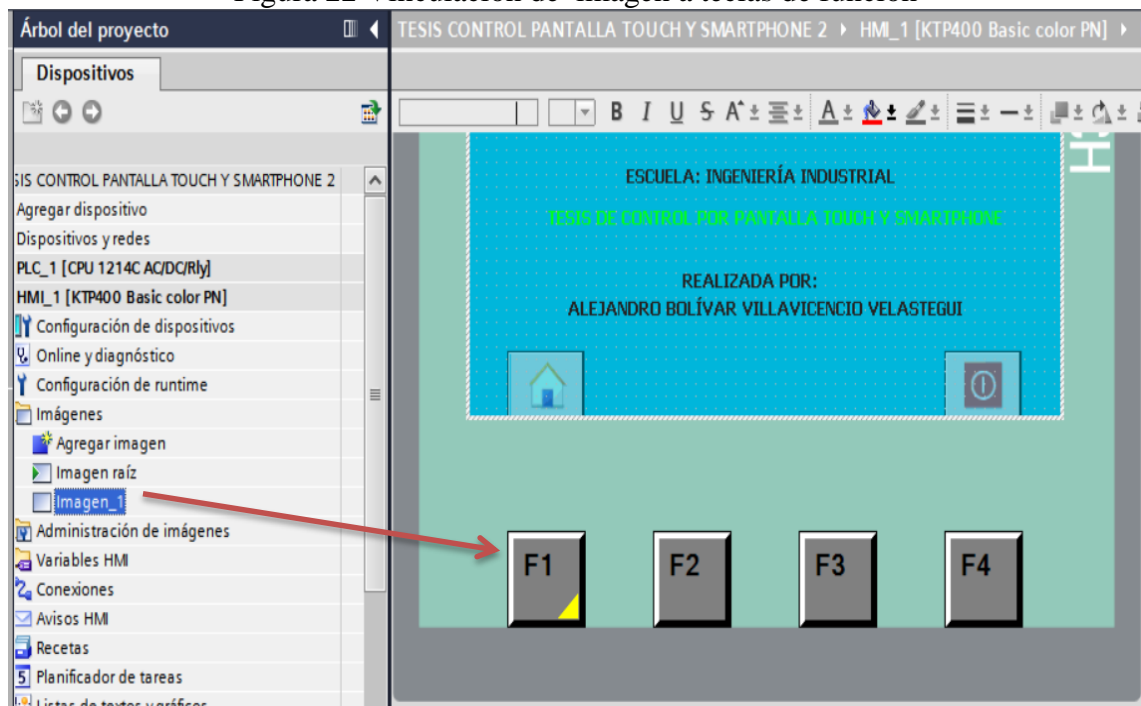 Árbol del proyecto
TESIS CONTROL PANTALLA TOUCH Y SMARTPHONE 2 ▸ HMI_1 [KTP400 Basic color PN] ▸
Dispositivos
B I U S A A
SIS CONTROL PANTALLA TOUCH Y SMARTPHONE 2
Agregar dispositivo
Dispositivos y redes
PLC_1 [CPU 1214C AC/DC/Rly]
HMI_1 [KTP400 Basic color PN]
Configuración de dispositivos
Online y diagnóstico
Configuración de runtime
Imágenes
Agregar imagen
Imagen raíz
Imagen_1
Administración de imágenes
Variables HMI
Conexiones
Avisos HMI
Recetas
Planificador de tareas
ESCUELA: INGENIERÍA INDUSTRIAL
TESIS DE CONTROL POR PANTALLA TOUCH Y SMARTPHONE
REALIZADA POR:
ALEJANDRO BOLÍVAR VILLAVICENCIO VELASTEGUI
F1 F2 F3 F4